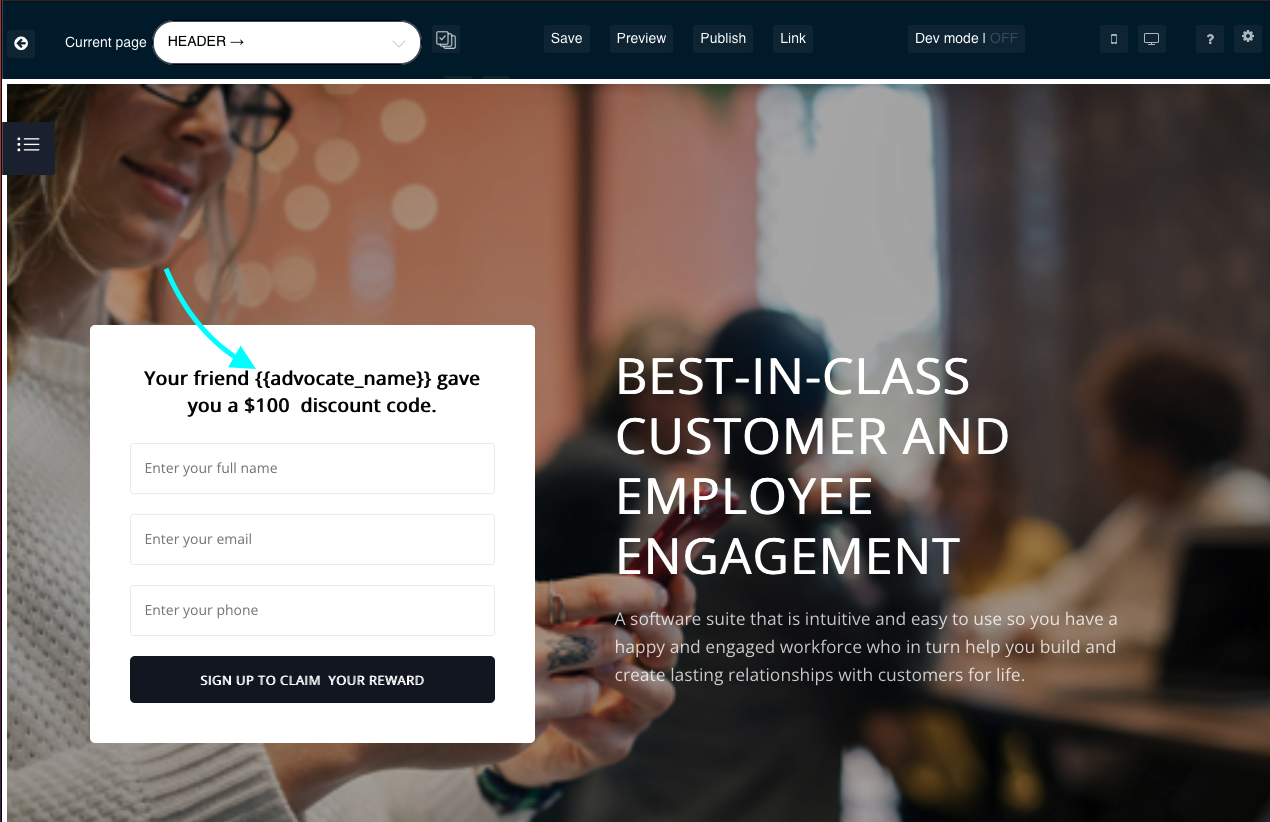 Current page
HEADER →
Save
Preview
Publish
Link
Dev mode | OFF
?
Your friend {{advocate_name}} gave
you a $100  discount code.
Enter your full name
Enter your email
Enter your phone
SIGN UP TO CLAIM  YOUR REWARD
BEST-IN-CLASS
CUSTOMER AND
EMPLOYEE
ENGAGEMENT
A software suite that is intuitive and easy to use so you have a
happy and engaged workforce who in turn help you build and
create lasting relationships with customers for life.